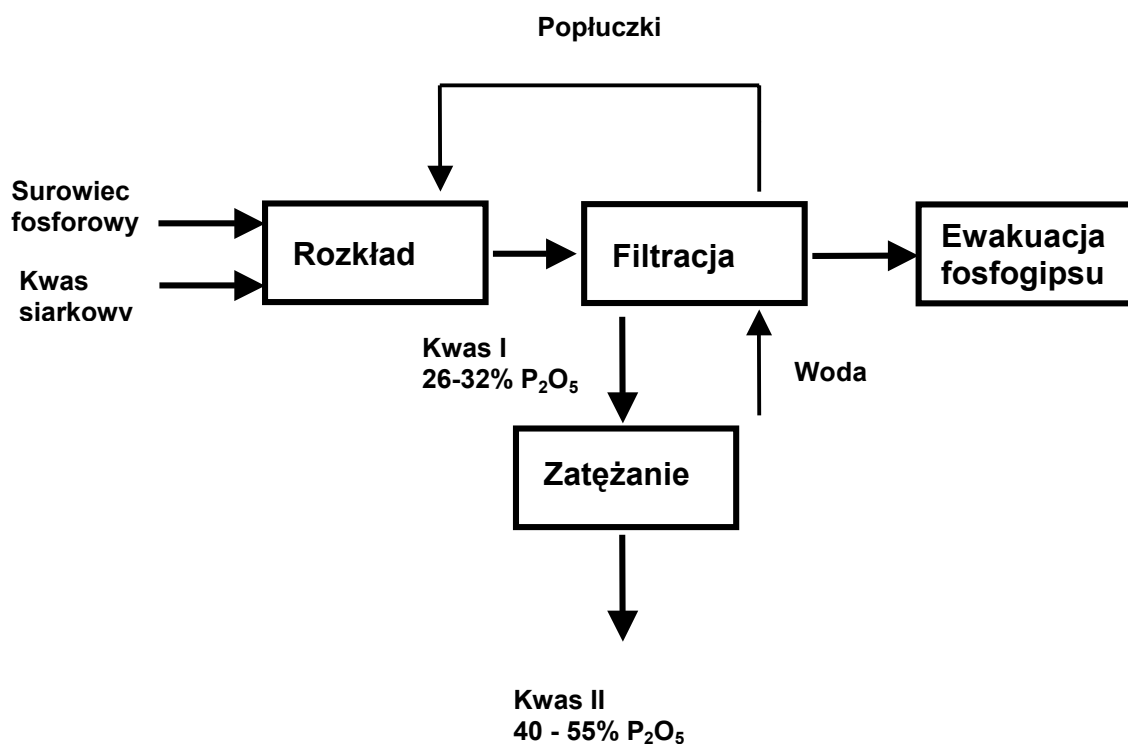 Popłuczki
Surowiec
fosforowy
Kwas
siarkowy
Rozkład
Filtracja
Ewakuacja
fosfogipsu
Kwas I
26-32% P₂O₅
Woda
Zatężanie
Kwas II
40 - 55% P₂O₅